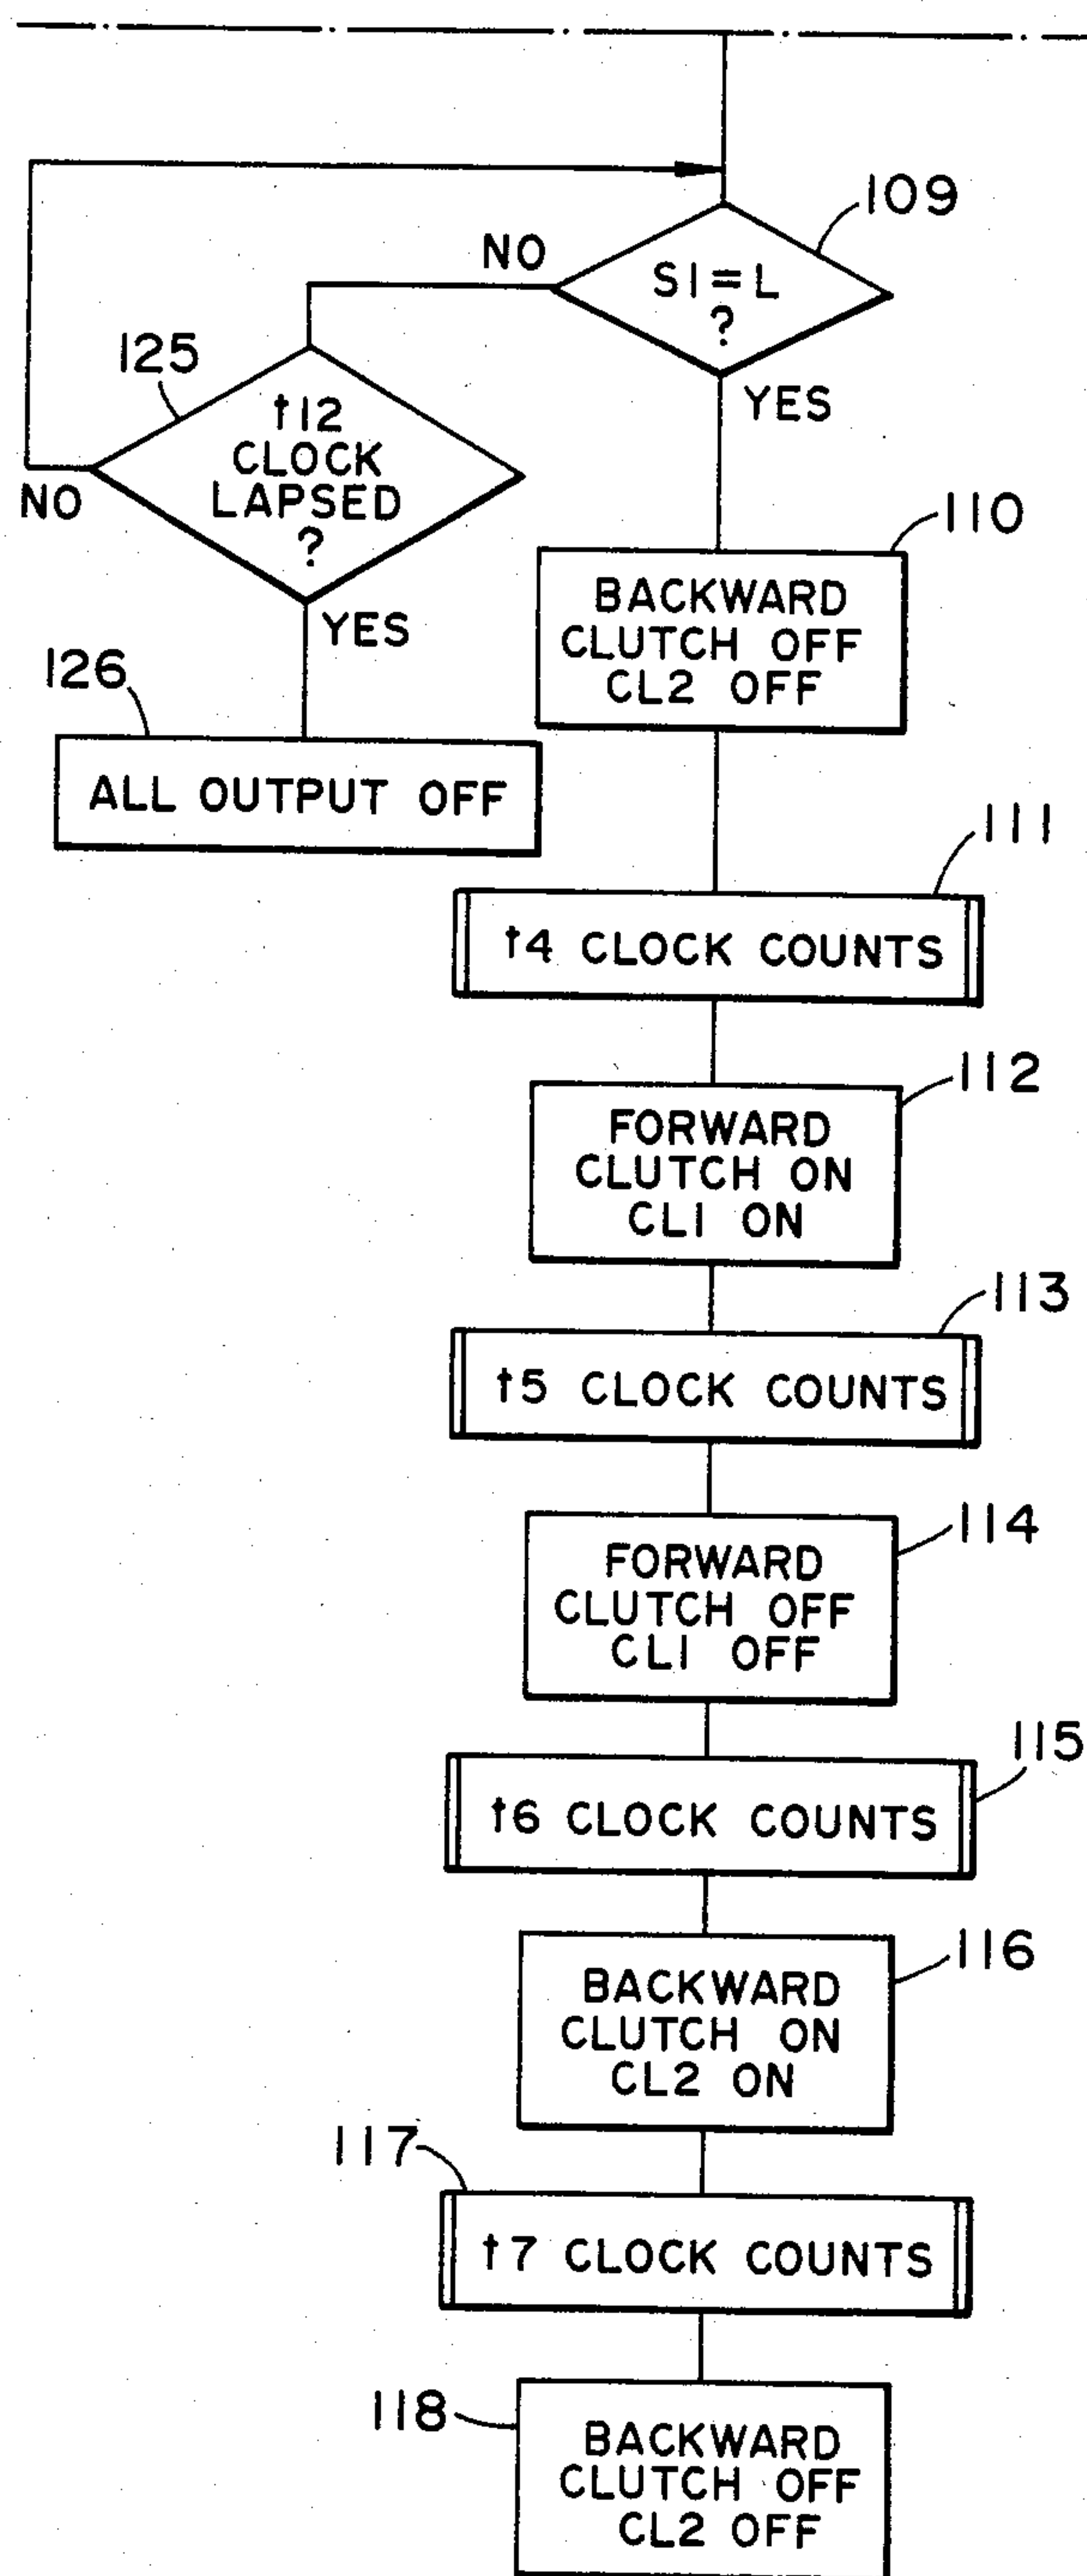 109
NO
S1=L
?
YES
125
t12
CLOCK
LAPSED
?
NO
YES
110
BACKWARD
CLUTCH OFF
CL2 OFF
126
ALL OUTPUT OFF
111
t4 CLOCK COUNTS
112
FORWARD
CLUTCH ON
CL1 ON
113
t5 CLOCK COUNTS
114
FORWARD
CLUTCH OFF
CL1 OFF
115
t6 CLOCK COUNTS
116
BACKWARD
CLUTCH ON
CL2 ON
117
t7 CLOCK COUNTS
118
BACKWARD
CLUTCH OFF
CL2 OFF